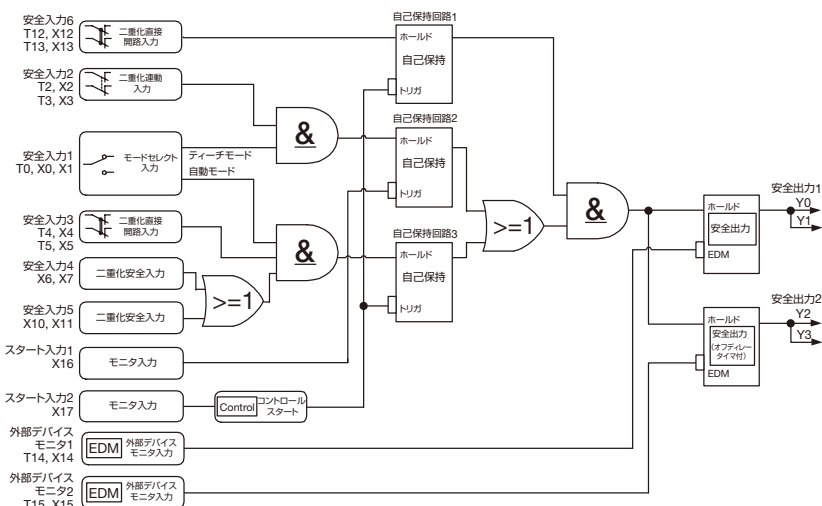 安全入力6
T12, X12
T13, X13
二重化直接
開路入力
安全入力2
T2, X2
T3, X3
二重化連動
入力
安全入力1
T0, X0, X1
モードセレクト
入力
ティーチモード
自動モード
安全入力3
T4, X4
T5, X5
二重化直接
開路入力
安全入力4
X6, X7
二重化安全入力
安全入力5
X10, X11
二重化安全入力
スタート入力1
X16
モニタ入力
スタート入力2
X17
モニタ入力
Control
コントロール
スタート
外部デバイス
モニタ1
T14, X14
EDM
外部デバイス
モニタ入力
外部デバイス
モニタ2
T15, X15
EDM
外部デバイス
モニタ入力
&
&
>=1
自己保持回路1
ホールド
自己保持
トリガ
自己保持回路2
ホールド
自己保持
トリガ
自己保持回路3
ホールド
自己保持
トリガ
>=1
&
ホールド
安全出力
EDM
安全出力1
Y0
Y1
ホールド
安全出力
(オフディレー
タイマ付)
EDM
安全出力2
Y2
Y3